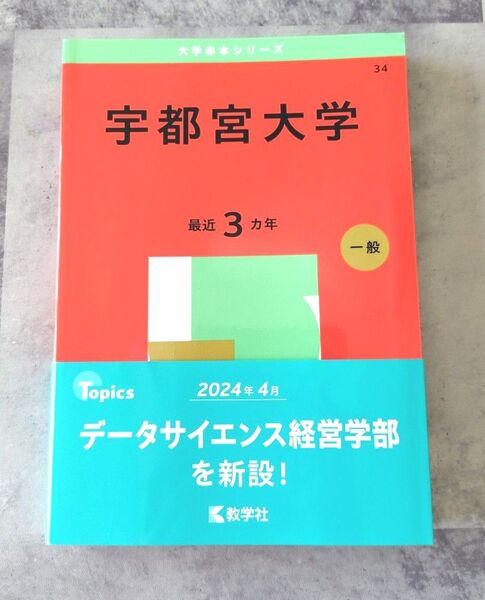 大学赤本シリーズ
34
宇都宮大学
最近 3 カ年
一般
Topics
2024年4月
データサイエンス経営学部
を新設!
教学社